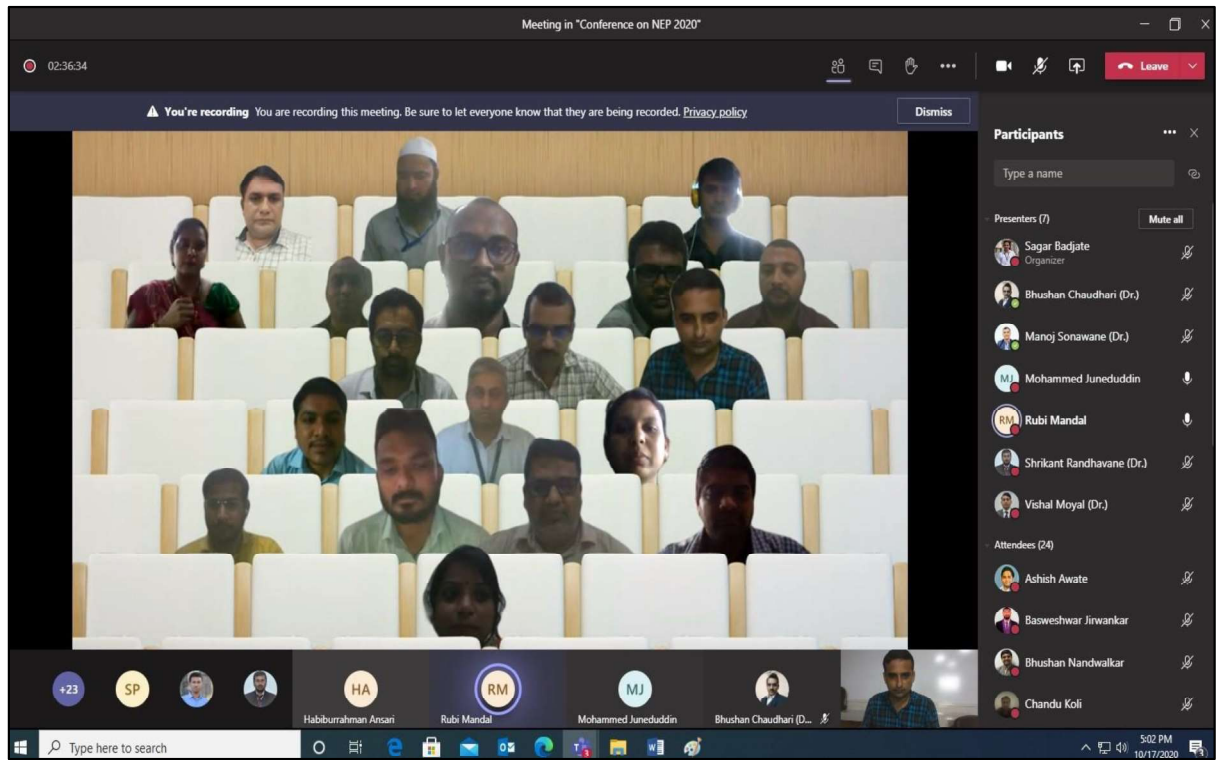 Meeting in "Conference on NEP 2020"
02:36:34
Leave
You're recording You are recording this meeting. Be sure to let everyone know that they are being recorded. Privacy policy
Dismiss
Participants
Type a name
Presenters (7)
Mute all
Sagar Badjate
Organizer
Bhushan Chaudhari (Dr.)
Manoj Sonawane (Dr.)
MJ
Mohammed Juneduddin
RM
Rubi Mandal
Shrikant Randhavane (Dr.)
Vishal Moyal (Dr.)
Attendees (24)
Ashish Awate
Basweshwar Jirwankar
Bhushan Nandwalkar
Chandu Koli
+23
SP
HA
Habiburrahman Ansari
RM
Rubi Mandal
MJ
Mohammed Juneduddin
Bhushan Chaudhari (D...
Type here to search
5:02 PM
10/17/2020